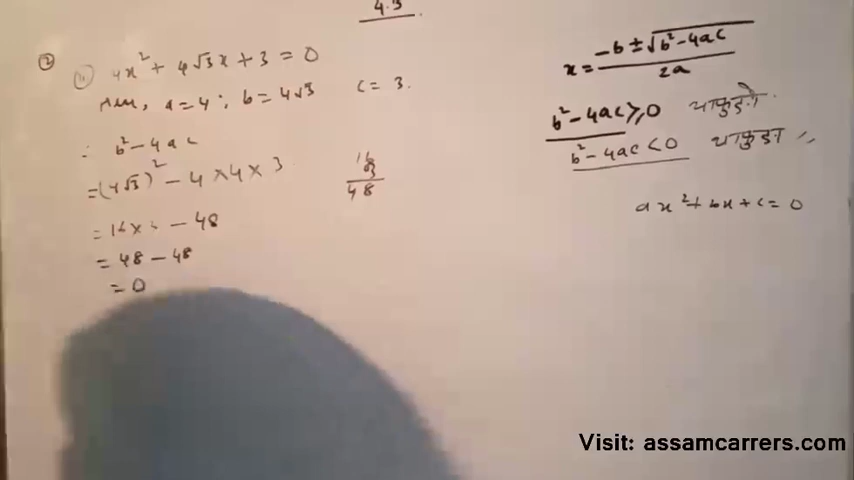 4.3
② ii) 4x² + 4√3x + 3 = 0
a = 4 ; b = 4√3 c = 3.
∴ b² - 4ac
= (4√3)² - 4 × 4 × 3
16
3
48
= 16 × 3 - 48
= 48 - 48
= 0
x = -b ± √b² - 4ac / 2a
b² - 4ac ≥ 0
b² - 4ac < 0
ax² + bx + c = 0
Visit: assamcarrers.com